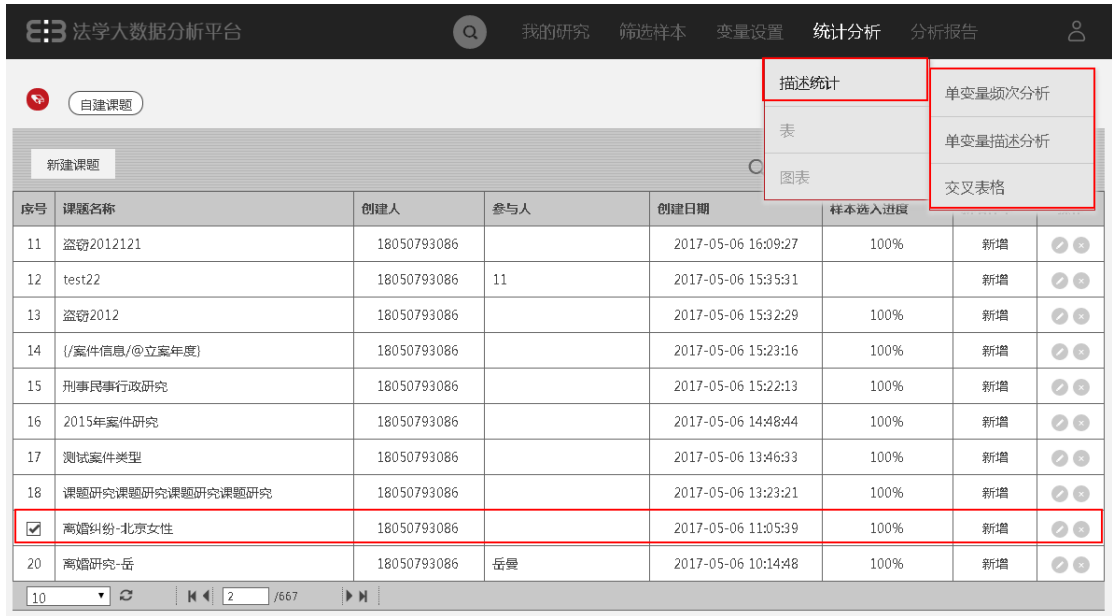 法学大数据分析平台 我的研究 筛选样本 变量设置 统计分析 分析报告
描述统计
单变量频次分析
自建课题
表
单变量描述分析
新建课题
图表
交叉表格
序号 课题名称 创建人 参与人 创建日期 样本选入进度
11 盗窃2012121 18050793086 2017-05-06 16:09:27 100% 新增
12 test22 18050793086 11 2017-05-06 15:35:31 新增
13 盗窃2012 18050793086 2017-05-06 15:32:29 100% 新增
14 {/案件信息/@立案年度} 18050793086 2017-05-06 15:23:16 100% 新增
15 刑事民事行政研究 18050793086 2017-05-06 15:22:13 100% 新增
16 2015年案件研究 18050793086 2017-05-06 14:48:44 100% 新增
17 测试案件类型 18050793086 2017-05-06 13:46:33 100% 新增
18 课题研究课题研究课题研究课题研究 18050793086 2017-05-06 13:23:21 100% 新增
离婚纠纷-北京女性 18050793086 2017-05-06 11:05:39 100% 新增
20 离婚研究-岳 18050793086 岳曼 2017-05-06 10:14:48 100% 新增
10 2 /667